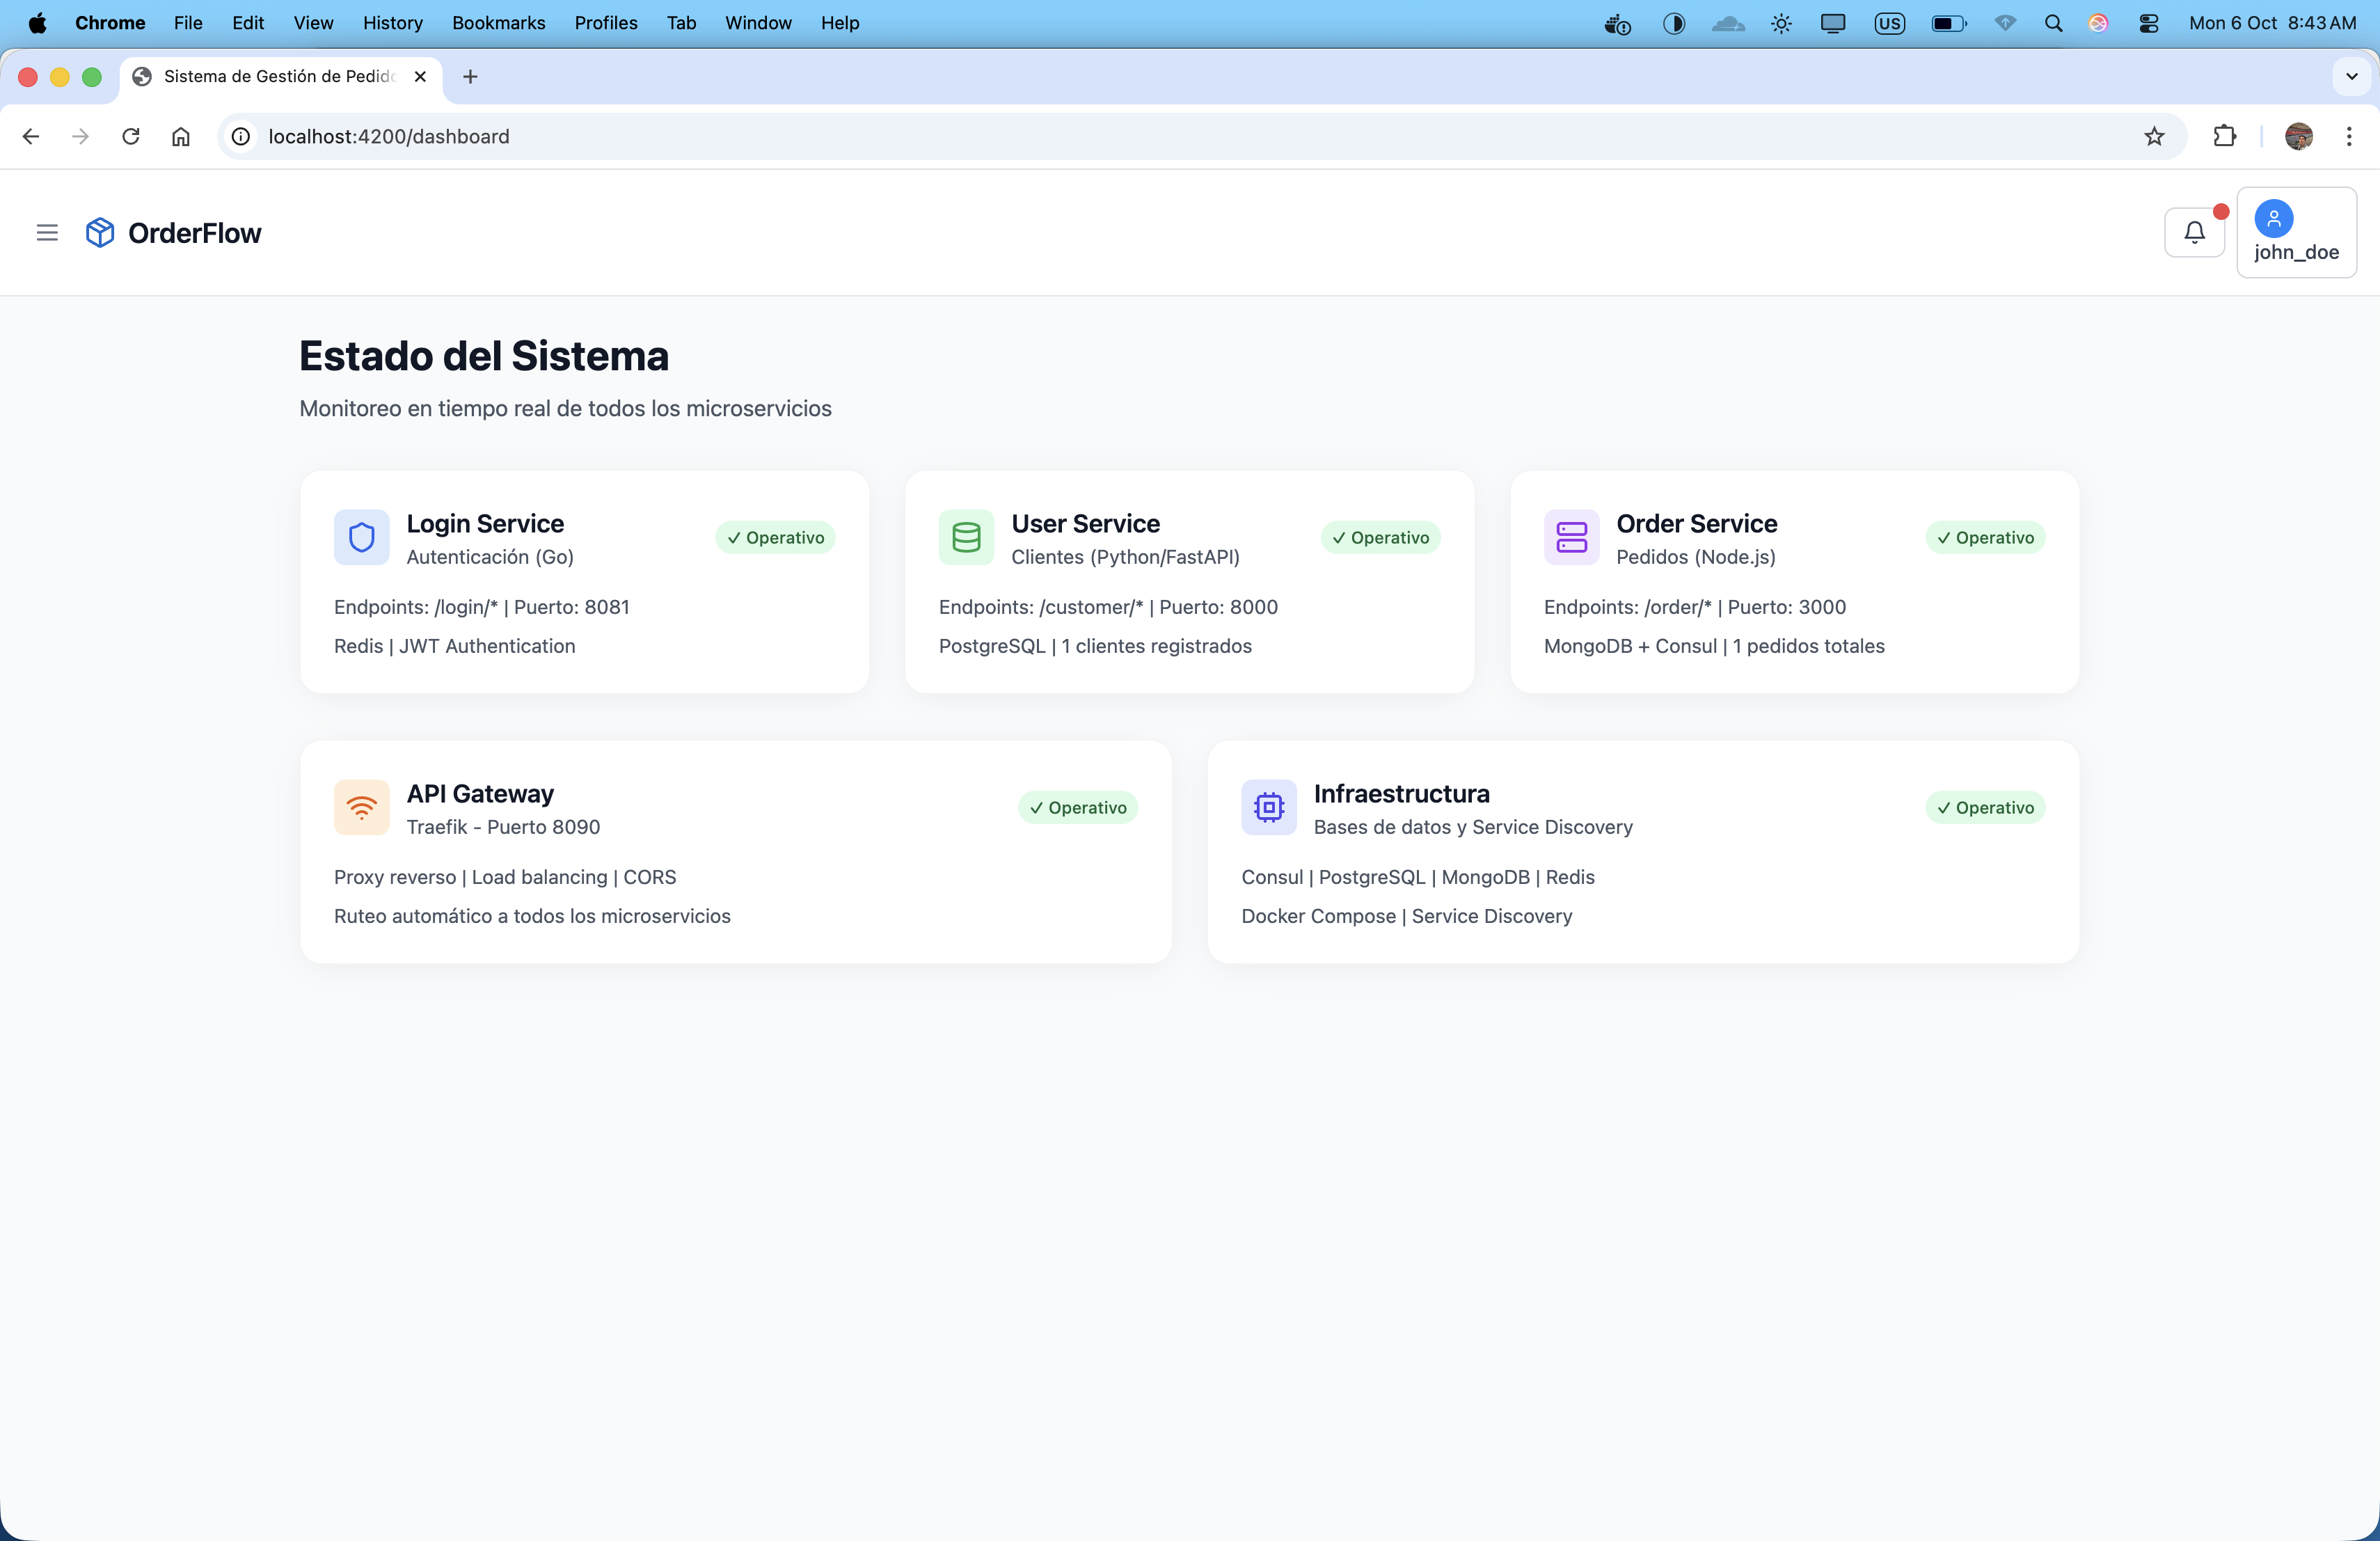 Chrome File Edit View History Bookmarks Profiles Tab Window Help US Mon 6 Oct 8:43 AM
Sistema de Gestión de Pedido
localhost:4200/dashboard
OrderFlow
john_doe
Estado del Sistema
Monitoreo en tiempo real de todos los microservicios
Login Service
Autenticación (Go)
✓ Operativo
Endpoints: /login/* | Puerto: 8081
Redis | JWT Authentication
User Service
Clientes (Python/FastAPI)
✓ Operativo
Endpoints: /customer/* | Puerto: 8000
PostgreSQL | 1 clientes registrados
Order Service
Pedidos (Node.js)
✓ Operativo
Endpoints: /order/* | Puerto: 3000
MongoDB + Consul | 1 pedidos totales
API Gateway
Traefik - Puerto 8090
✓ Operativo
Proxy reverso | Load balancing | CORS
Ruteo automático a todos los microservicios
Infraestructura
Bases de datos y Service Discovery
✓ Operativo
Consul | PostgreSQL | MongoDB | Redis
Docker Compose | Service Discovery